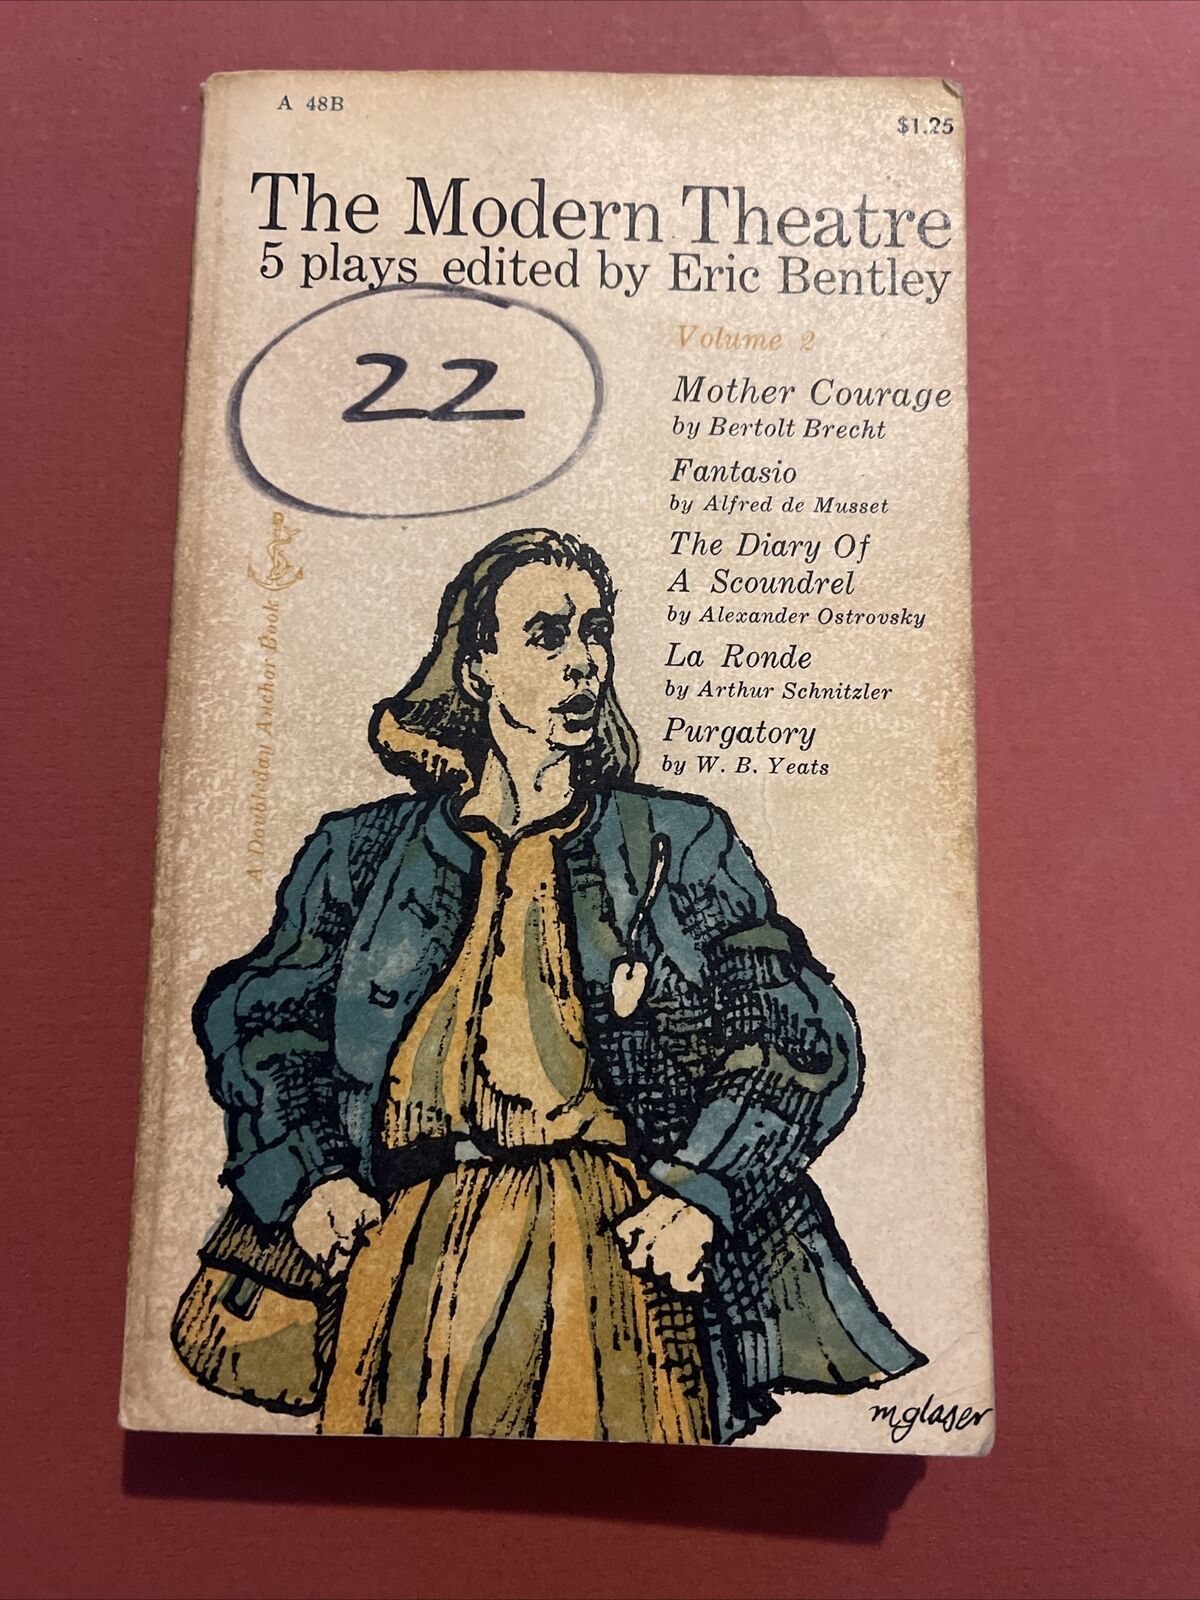 A 48B
$1.25
The Modern Theatre
5 plays edited by Eric Bentley
22
Volume 2
Mother Courage
by Bertolt Brecht
Fantasio
by Alfred de Musset
The Diary Of
A Scoundrel
by Alexander Ostrovsky
La Ronde
by Arthur Schnitzler
Purgatory
by W. B. Yeats
A Doubleday Anchor Book
mglaser